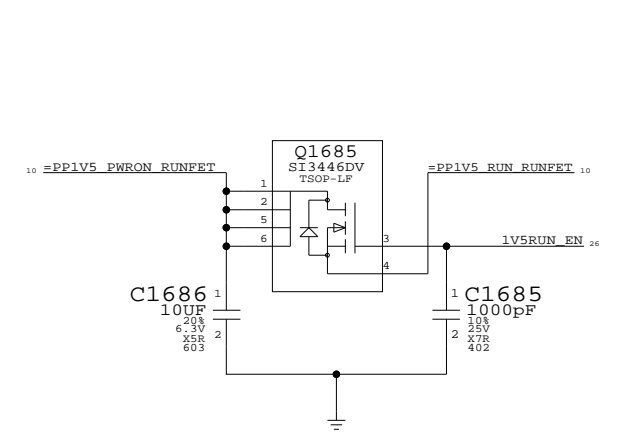 Q1685
SI3446DV
TSOP-LF
10 =PP1V5_PWRON_RUNFET
=PP1V5_RUN_RUNFET 10
1
2
5
6
3
4
1V5RUN_EN 26
C1686
10UF
20%
6.3V
X5R
603
1
2
C1685
1000pF
10%
25V
X7R
402
1
2